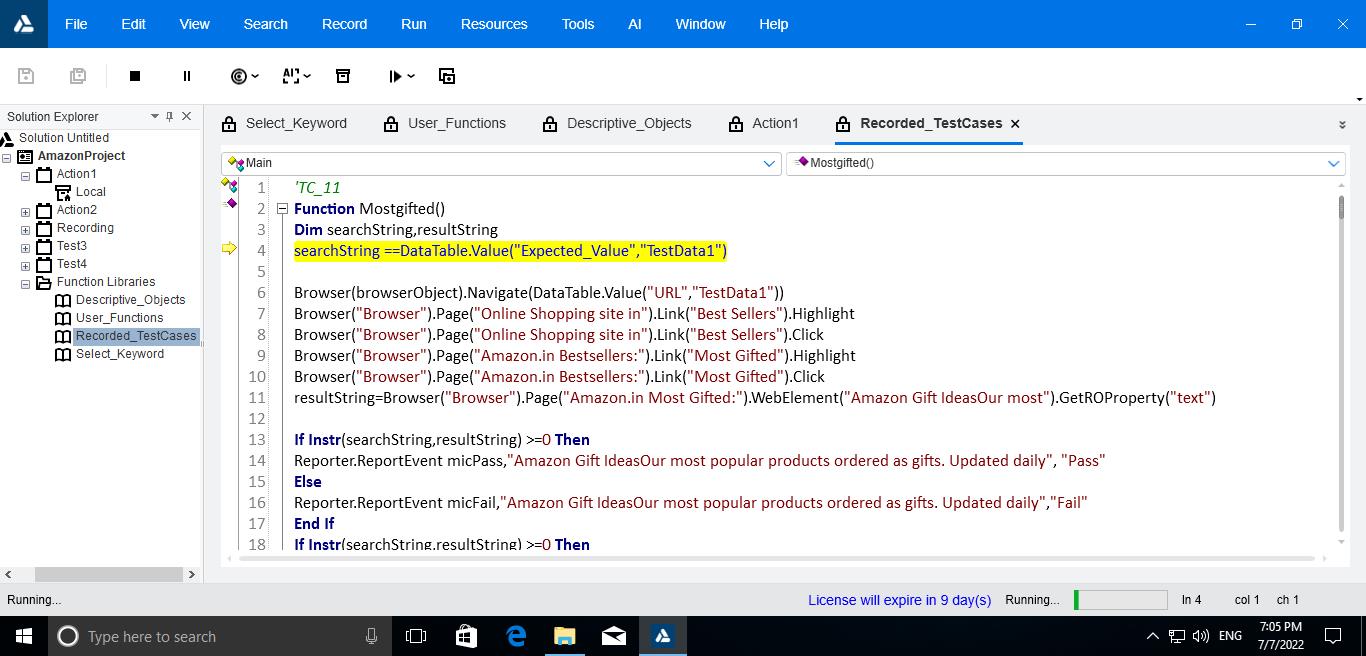 File Edit View Search Record Run Resources Tools AI Window Help
Solution Explorer
Solution Untitled
AmazonProject
Action1
Local
Action2
Recording
Test3
Test4
Function Libraries
Descriptive_Objects
User_Functions
Recorded_TestCases
Select_Keyword
Select_Keyword User_Functions Descriptive_Objects Action1 Recorded_TestCases
Main Mostgifted()
1 'TC_11
2 Function Mostgifted()
3 Dim searchString,resultString
4 searchString ==DataTable.Value("Expected_Value","TestData1")
5
6 Browser(browserObject).Navigate(DataTable.Value("URL","TestData1"))
7 Browser("Browser").Page("Online Shopping site in").Link("Best Sellers").Highlight
8 Browser("Browser").Page("Online Shopping site in").Link("Best Sellers").Click
9 Browser("Browser").Page("Amazon.in Bestsellers:").Link("Most Gifted").Highlight
10 Browser("Browser").Page("Amazon.in Bestsellers:").Link("Most Gifted").Click
11 resultString=Browser("Browser").Page("Amazon.in Most Gifted:").WebElement("Amazon Gift IdeasOur most").GetROProperty("text")
12
13 If Instr(searchString,resultString) >=0 Then
14 Reporter.ReportEvent micPass,"Amazon Gift IdeasOur most popular products ordered as gifts. Updated daily", "Pass"
15 Else
16 Reporter.ReportEvent micFail,"Amazon Gift IdeasOur most popular products ordered as gifts. Updated daily","Fail"
17 End If
18 If Instr(searchString,resultString) >=0 Then
Running... License will expire in 9 day(s) Running... ln 4 col 1 ch 1
Type here to search ENG 7:05 PM
7/7/2022